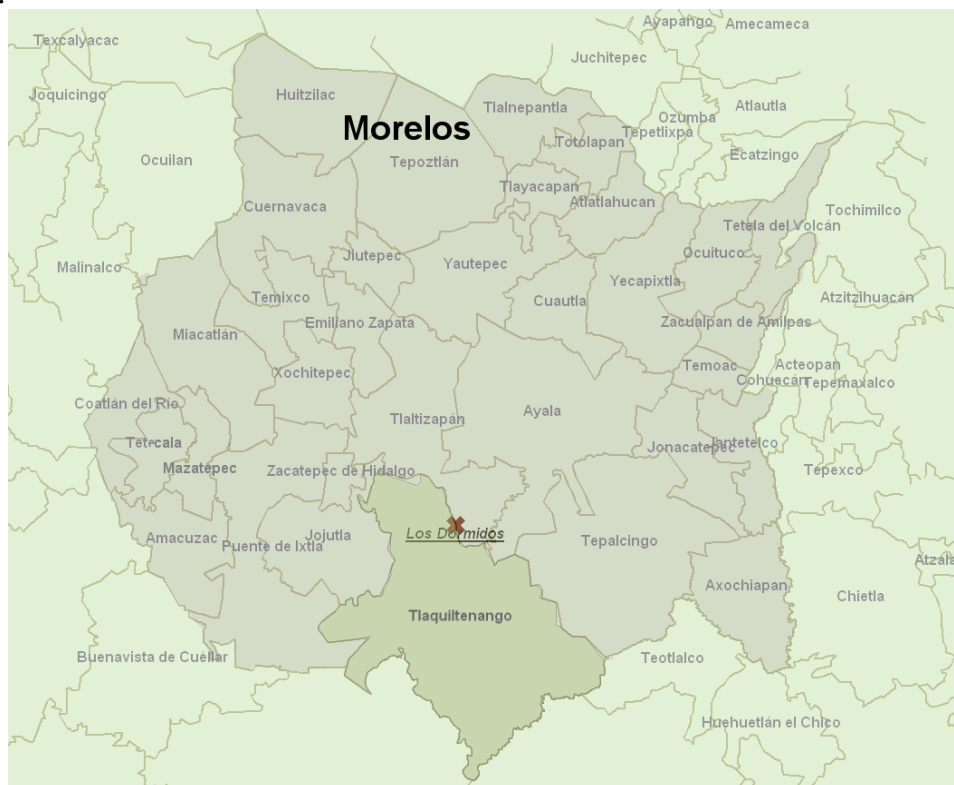 Ayapango
Amecameca
Texcalyacac
Juchitepec
Joquicingo
Huitzilac
Tlalnepantla
Atlautla
Ozumba
Morelos
Tepetlixpa
Totolapan
Ocuilan
Tepoztlán
Ecatzingo
Tlayacapan
Atlatlahucan
Cuernavaca
Tochimilco
Tetela del Volcán
Jiutepec
Ocuituco
Malinalco
Yautepec
Yecapixtla
Temixco
Cuautla
Atzitzihuacán
Emiliano Zapata
Zacualpan de Amilpas
Miacatlán
Temoac
Acteopan
Xochitepec
Cohuecán
Tepemaxalco
Coatlán del Río
Tlaltizapán
Ayala
Tetecala
Jonacatepec
Jantetelco
Mazatepec
Zacatepec de Hidalgo
Tepexco
Los Dormidos
Jojutla
Amacuzac
Puente de Ixtla
Tepalcingo
Atzala
Axochiapan
Chietla
Tlaquiltenango
Buenavista de Cuéllar
Teotlalco
Huehuetlán el Chico